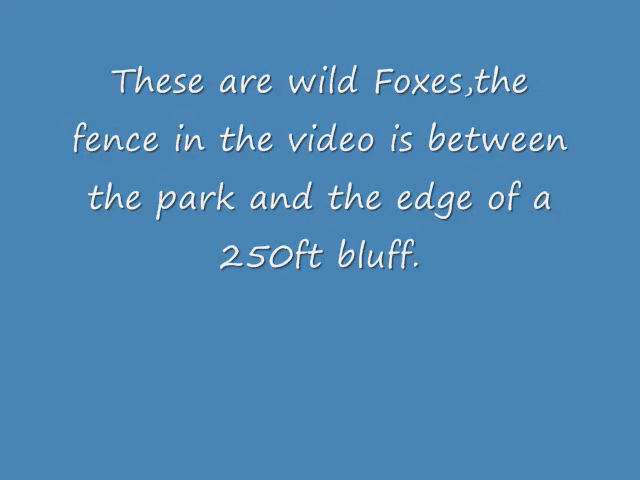 These are wild Foxes,the
fence in the video is between
the park and the edge of a
250ft bluff.